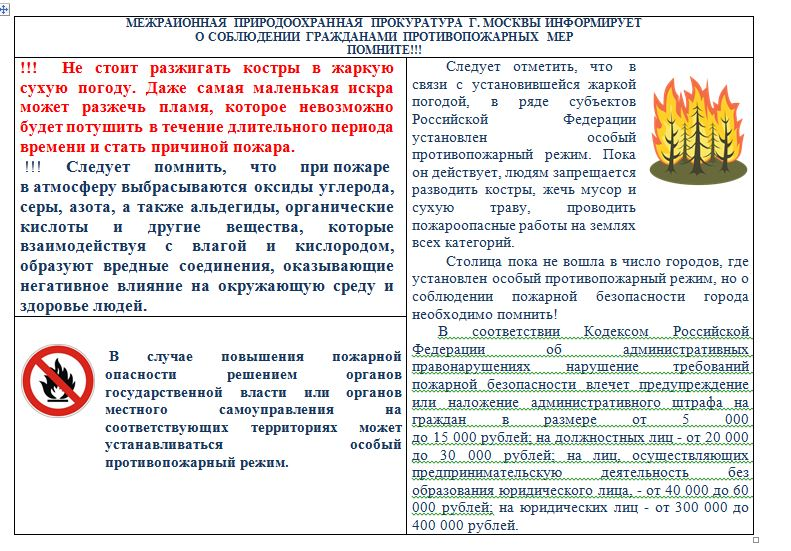 МЕЖРАЙОННАЯ ПРИРОДООХРАННАЯ ПРОКУРАТУРА Г. МОСКВЫ ИНФОРМИРУЕТ
О СОБЛЮДЕНИИ ГРАЖДАНАМИ ПРОТИВОПОЖАРНЫХ МЕР
ПОМНИТЕ!!!
!!! Не стоит разжигать костры в жаркую
сухую погоду. Даже самая маленькая искра
может разжечь пламя, которое невозможно
будет потушить в течение длительного периода
времени и стать причиной пожара.
!!! Следует помнить, что при пожаре
в атмосферу выбрасываются оксиды углерода,
серы, азота, а также альдегиды, органические
кислоты и другие вещества, которые
взаимодействуя с влагой и кислородом,
образуют вредные соединения, оказывающие
негативное влияние на окружающую среду и
здоровье людей.
В случае повышения пожарной
опасности решением органов
государственной власти или органов
местного самоуправления на
соответствующих территориях может
устанавливаться особый
противопожарный режим.
Следует отметить, что в
связи с установившейся жаркой
погодой, в ряде субъектов
Российской Федерации
установлен особый
противопожарный режим. Пока
он действует, людям запрещается
разводить костры, жечь мусор и
сухую траву, проводить
пожароопасные работы на землях
всех категорий.
Столица пока не вошла в число городов, где
установлен особый противопожарный режим, но о
соблюдении пожарной безопасности города
необходимо помнить!
В соответствии Кодексом Российской
Федерации об административных
правонарушениях нарушение требований
пожарной безопасности влечет предупреждение
или наложение административного штрафа на
граждан в размере от 5 000
до 15 000 рублей; на должностных лиц - от 20 000
до 30 000 рублей; на лиц, осуществляющих
предпринимательскую деятельность без
образования юридического лица, - от 40 000 до 60
000 рублей; на юридических лиц - от 300 000 до
400 000 рублей.